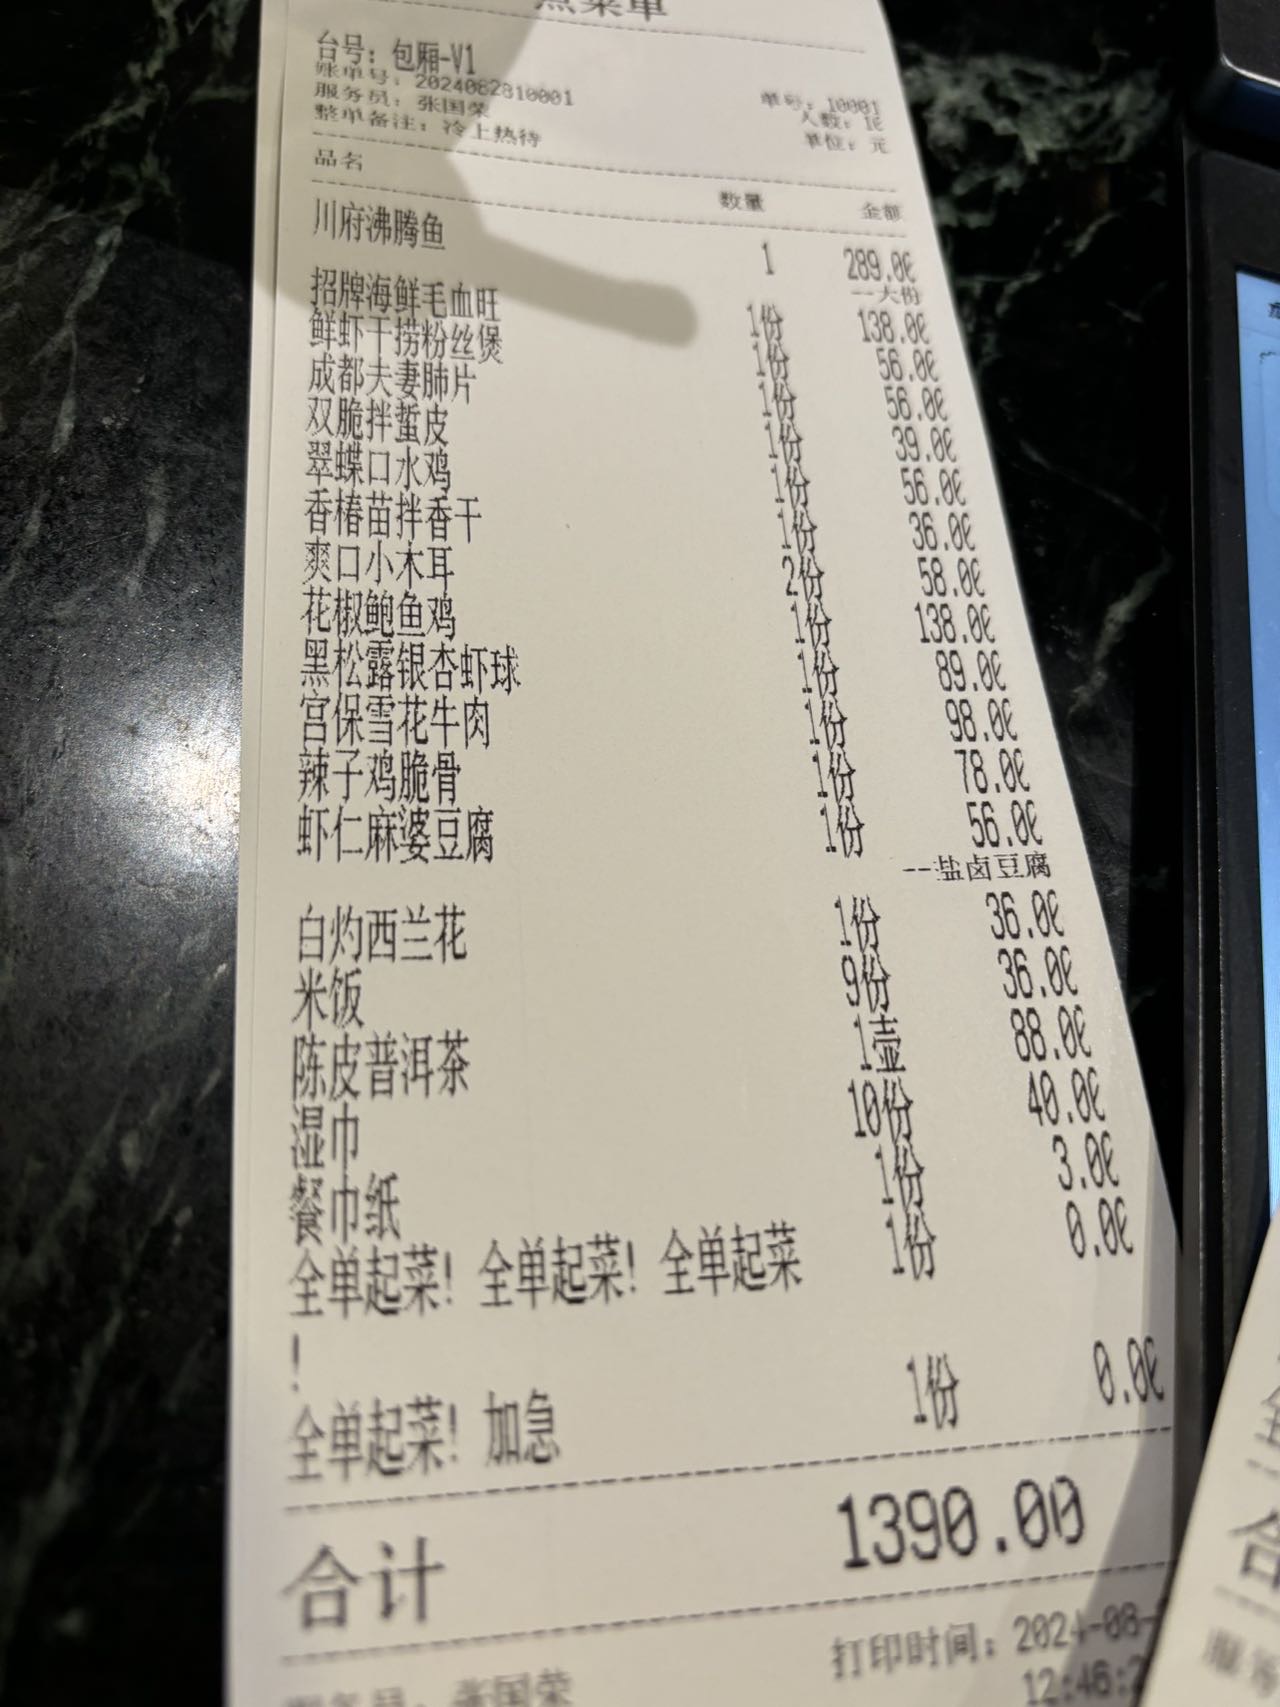 点菜单
台号：包厢-V1
账单号：2024082810001 单号：10001
服务员：张国荣 人数：10
整单备注：冷上热待 单位：元
品名 数量 金额
川府沸腾鱼 1 289.00
--大份
招牌海鲜毛血旺 1份 138.00
鲜虾干捞粉丝煲 1份 56.00
成都夫妻肺片 1份 56.00
双脆拌蜇皮 1份 39.00
翠蝶口水鸡 1份 56.00
香椿苗拌香干 1份 36.00
爽口小木耳 2份 58.00
花椒鲍鱼鸡 1份 138.00
黑松露银杏虾球 1份 89.00
宫保雪花牛肉 1份 98.00
辣子鸡脆骨 1份 78.00
虾仁麻婆豆腐 1份 56.00
--盐卤豆腐
白灼西兰花 1份 36.00
米饭 9份 36.00
陈皮普洱茶 1壶 88.00
湿巾 10份 40.00
餐巾纸 1份 3.00
全单起菜！全单起菜！全单起菜 1份 0.00
！
全单起菜！加急 1份 0.00
合计 1390.00
打印时间：2024-08-
服务员：张国荣 12:46:2
合